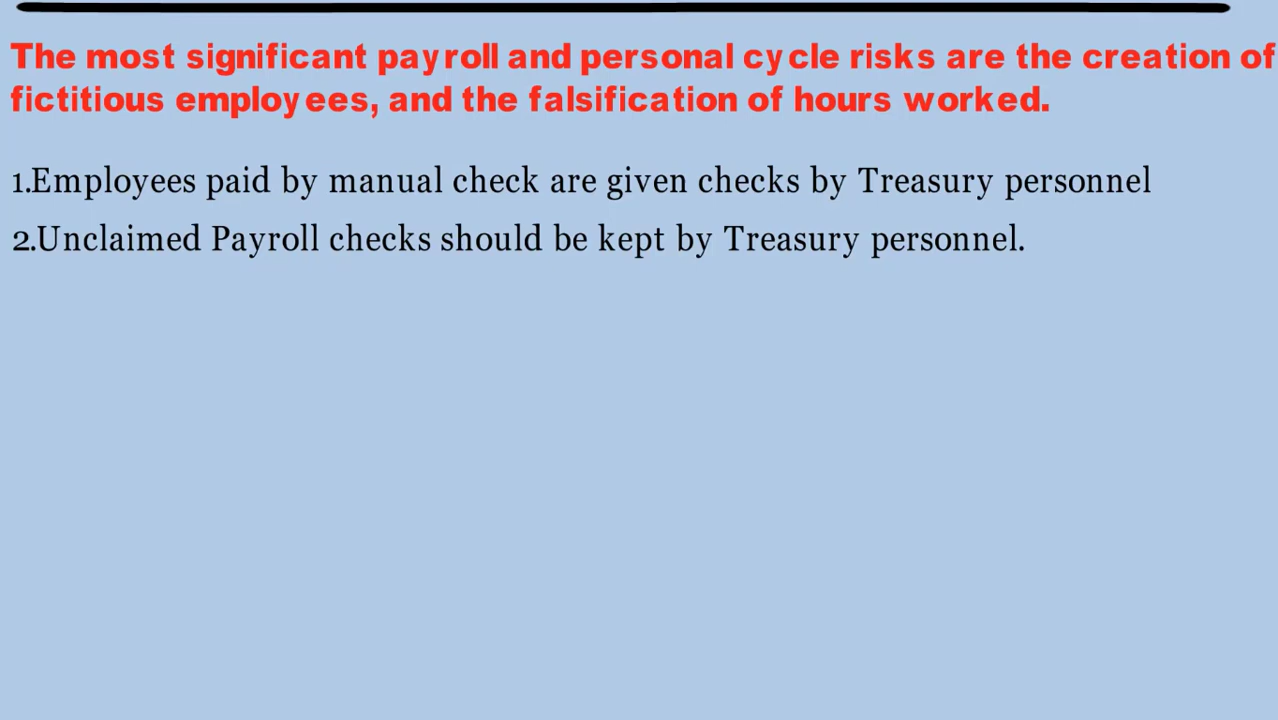 The most significant payroll and personal cycle risks are the creation of
fictitious employees, and the falsification of hours worked.
1.Employees paid by manual check are given checks by Treasury personnel
2.Unclaimed Payroll checks should be kept by Treasury personnel.